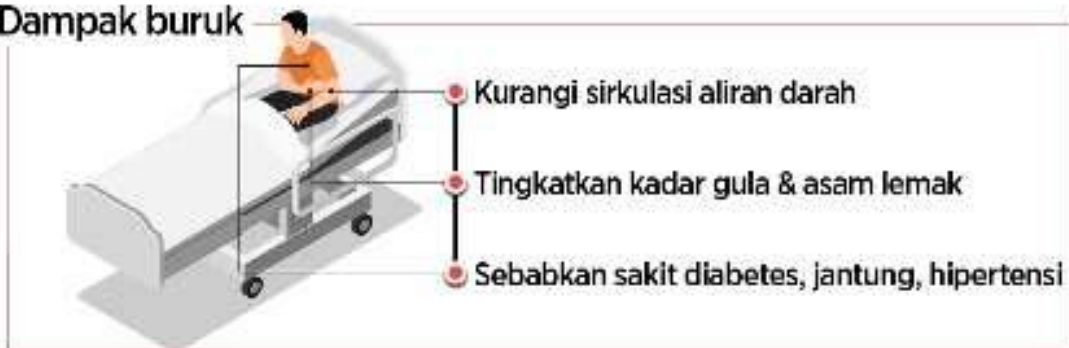 Dampak buruk
Kurangi sirkulasi aliran darah
Tingkatkan kadar gula & asam lemak
Sebabkan sakit diabetes, jantung, hipertensi